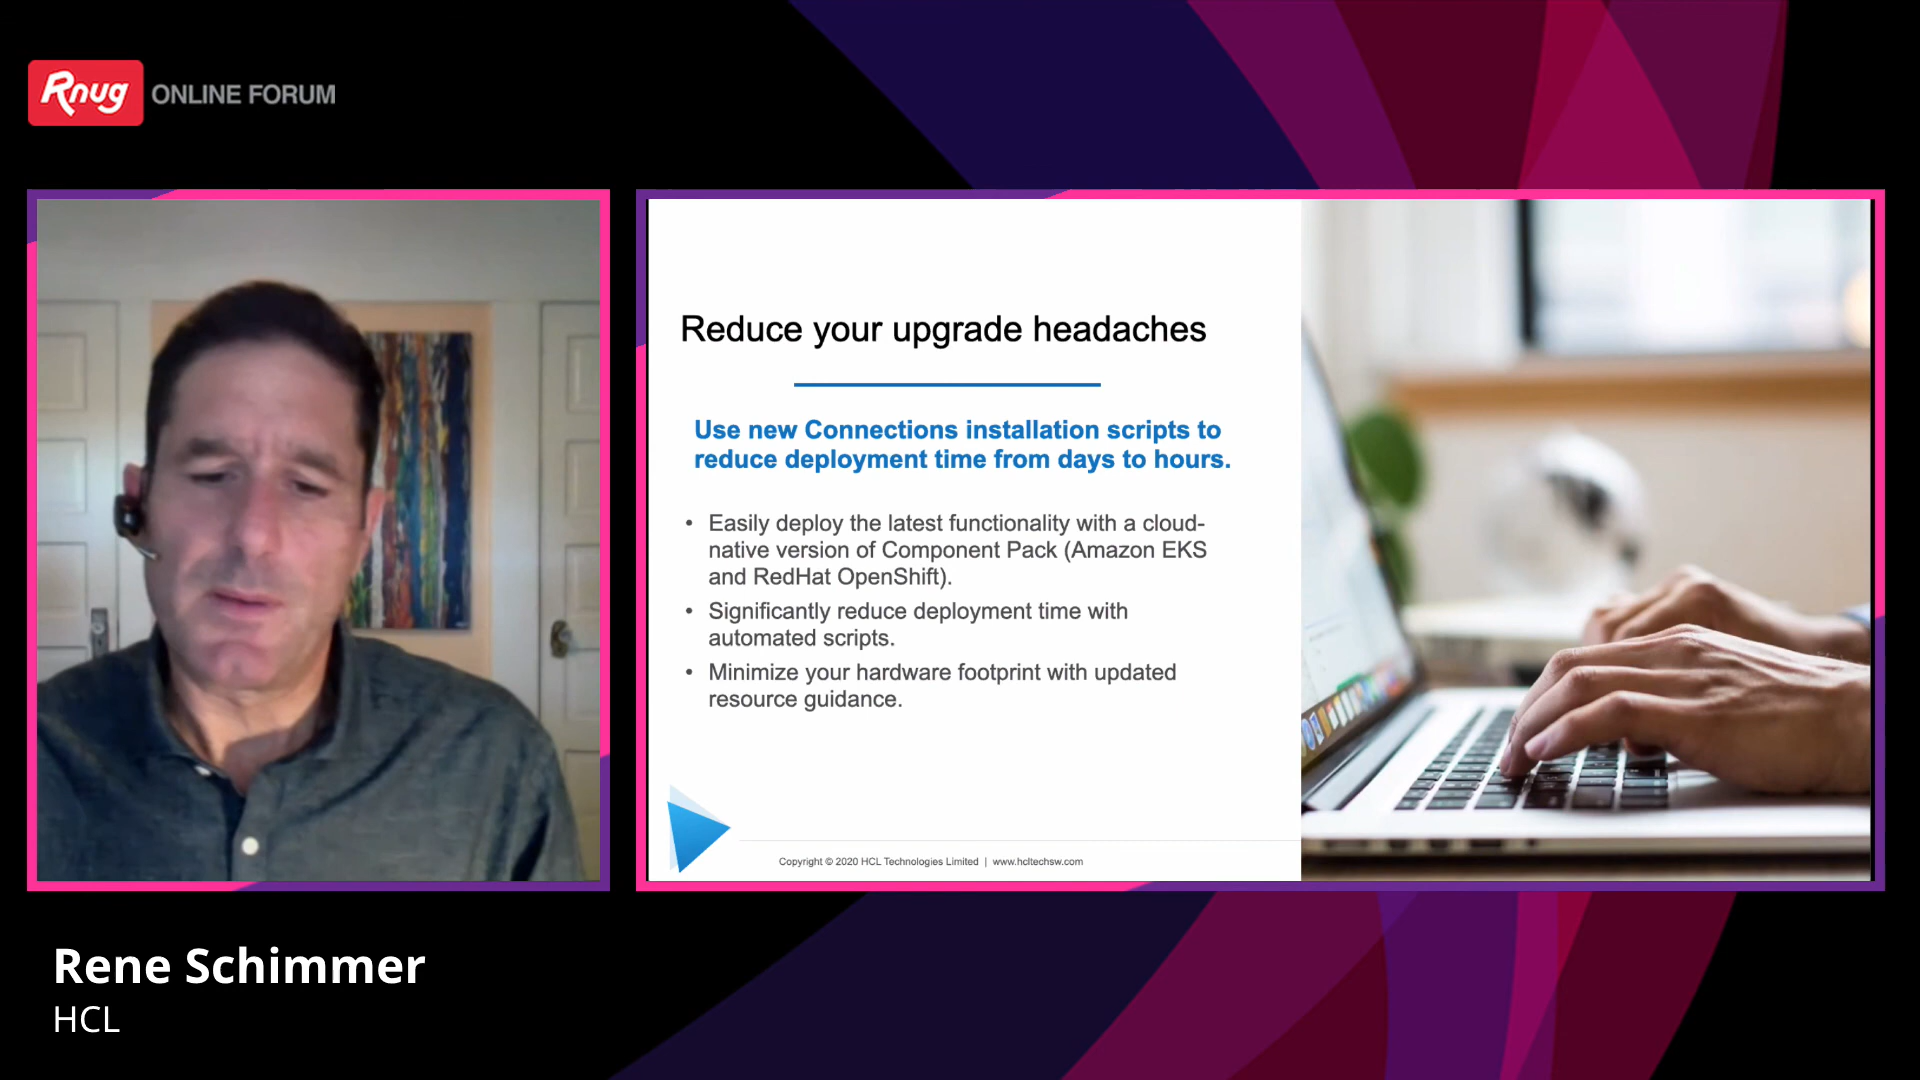 Rnug ONLINE FORUM
Reduce your upgrade headaches
Use new Connections installation scripts to
reduce deployment time from days to hours.
• Easily deploy the latest functionality with a cloud-
native version of Component Pack (Amazon EKS
and RedHat OpenShift).
• Significantly reduce deployment time with
automated scripts.
• Minimize your hardware footprint with updated
resource guidance.
Copyright © 2020 HCL Technologies Limited | www.hcltechsw.com
Rene Schimmer
HCL